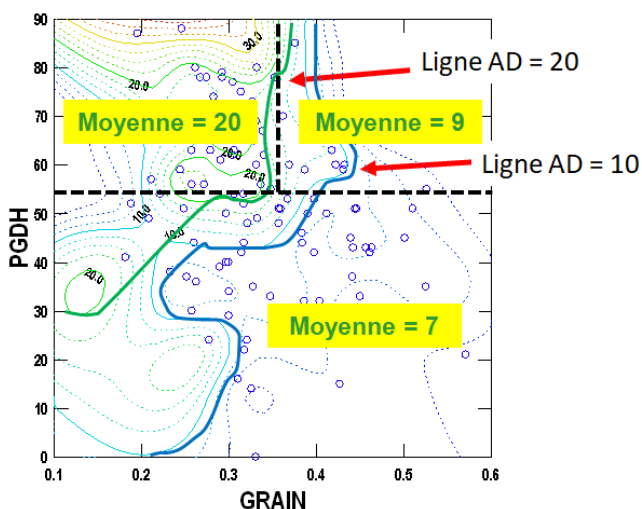 90
80
70
60
50
40
30
20
10
0
PGDH
0.1 0.2 0.3 0.4 0.5 0.6
GRAIN
30.0
20.0
20.0
20.0
10.0
10.0
20.0
Ligne AD = 20
Moyenne = 20
Moyenne = 9
Ligne AD = 10
Moyenne = 7